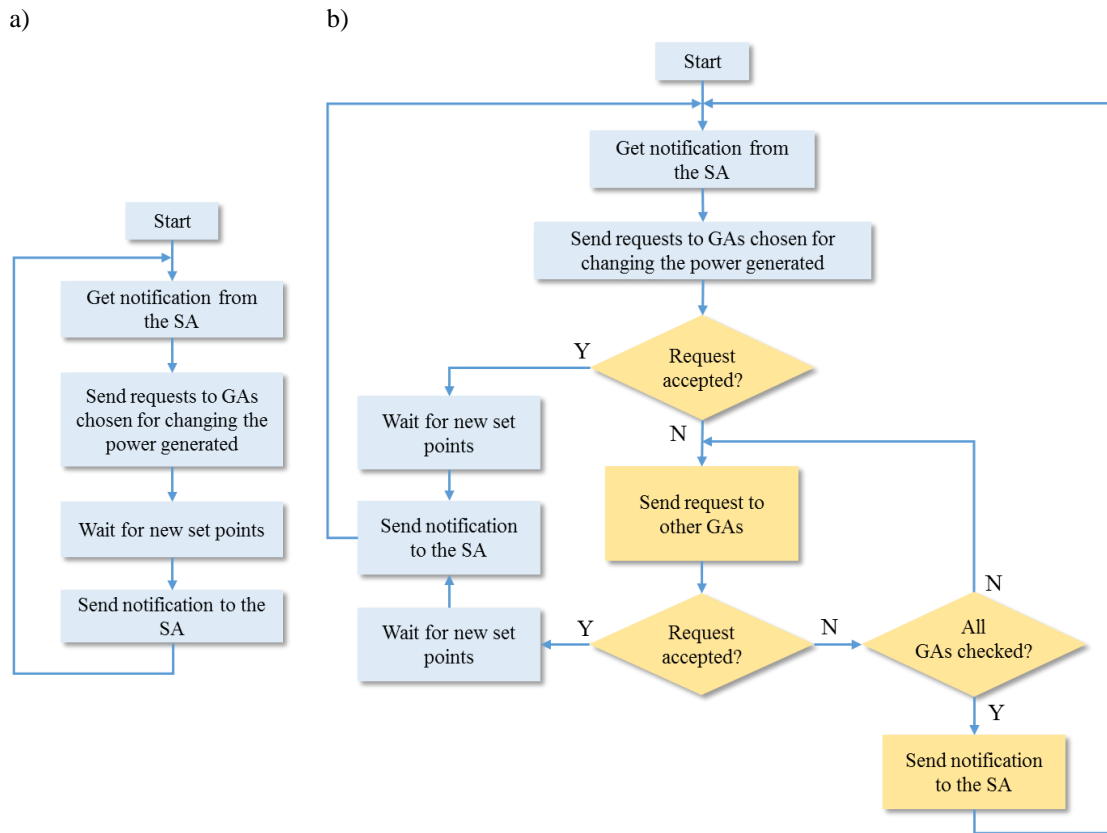 a)
Start
Get notification from
the SA
Send requests to GAs
chosen for changing the
power generated
Wait for new set points
Send notification to the
SA
b)
Start
Get notification from
the SA
Send requests to GAs chosen for
changing the power generated
Request
accepted?
Y
N
Wait for new set
points
Send notification
to the SA
Send request to
other GAs
Request
accepted?
Y
Wait for new set
points
N
All
GAs checked?
N
Y
Send notification
to the SA